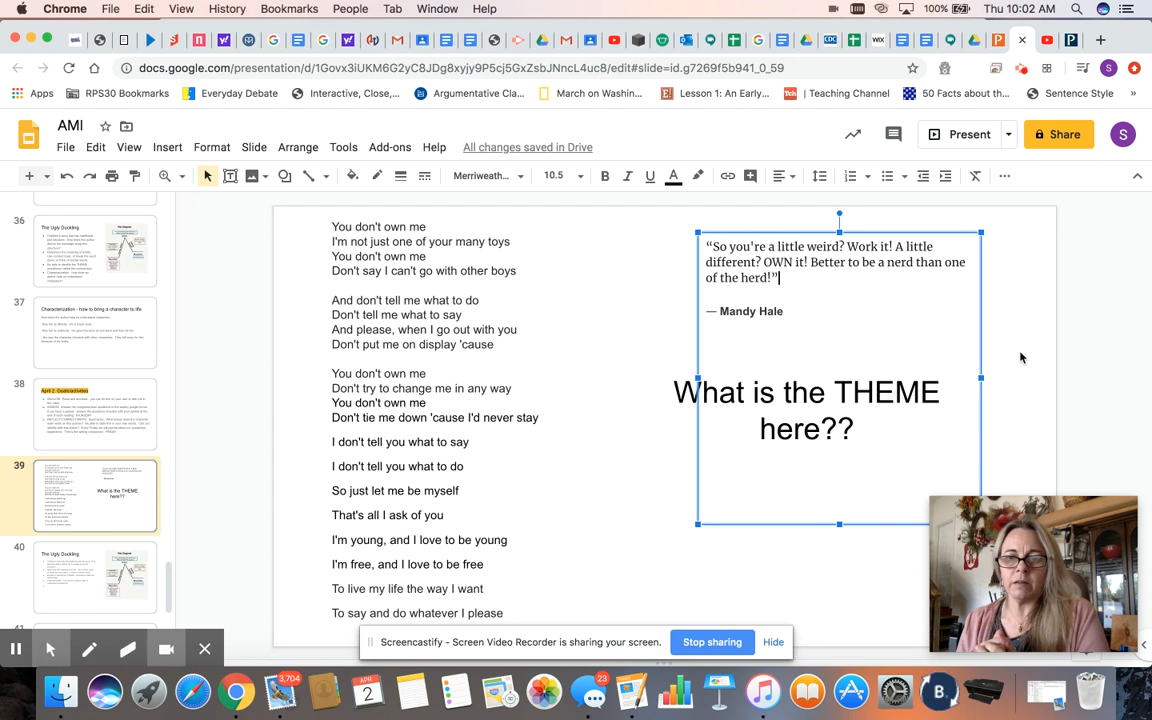 Chrome File Edit View History Bookmarks People Tab Window Help 100% Thu 10:02 AM
docs.google.com/presentation/d/1Govx3iUKM6G2yC8JDg8xyjy9P5cj5GxZsbJNncL4uc8/edit#slide=id.g7269f5b941_0_59
Apps RPS30 Bookmarks Everyday Debate Interactive, Close,... Argumentative Cla... March on Washin... Lesson 1: An Early... | Teaching Channel 50 Facts about th... Sentence Style »
AMI
File Edit View Insert Format Slide Arrange Tools Add-ons Help All changes saved in Drive
Present Share S
Merriweath... 10.5
36
The Ugly Duckling
37
Characterization - how to bring a character to life
38
39
What is the THEME
here??
40
The Ugly Duckling
You don't own me
I'm not just one of your many toys
You don't own me
Don't say I can't go with other boys
And don't tell me what to do
Don't tell me what to say
And please, when I go out with you
Don't put me on display 'cause
You don't own me
Don't try to change me in any way
You don't own me
Don't tie me down 'cause I'd never stay
I don't tell you what to say
I don't tell you what to do
So just let me be myself
That's all I ask of you
I'm young, and I love to be young
I'm free, and I love to be free
To live my life the way I want
To say and do whatever I please
“So you're a little weird? Work it! A little
different? OWN it! Better to be a nerd than one
of the herd!”
— Mandy Hale
What is the THEME
here??
Screencastify - Screen Video Recorder is sharing your screen. Stop sharing Hide
3,704
APR
2
23
B.